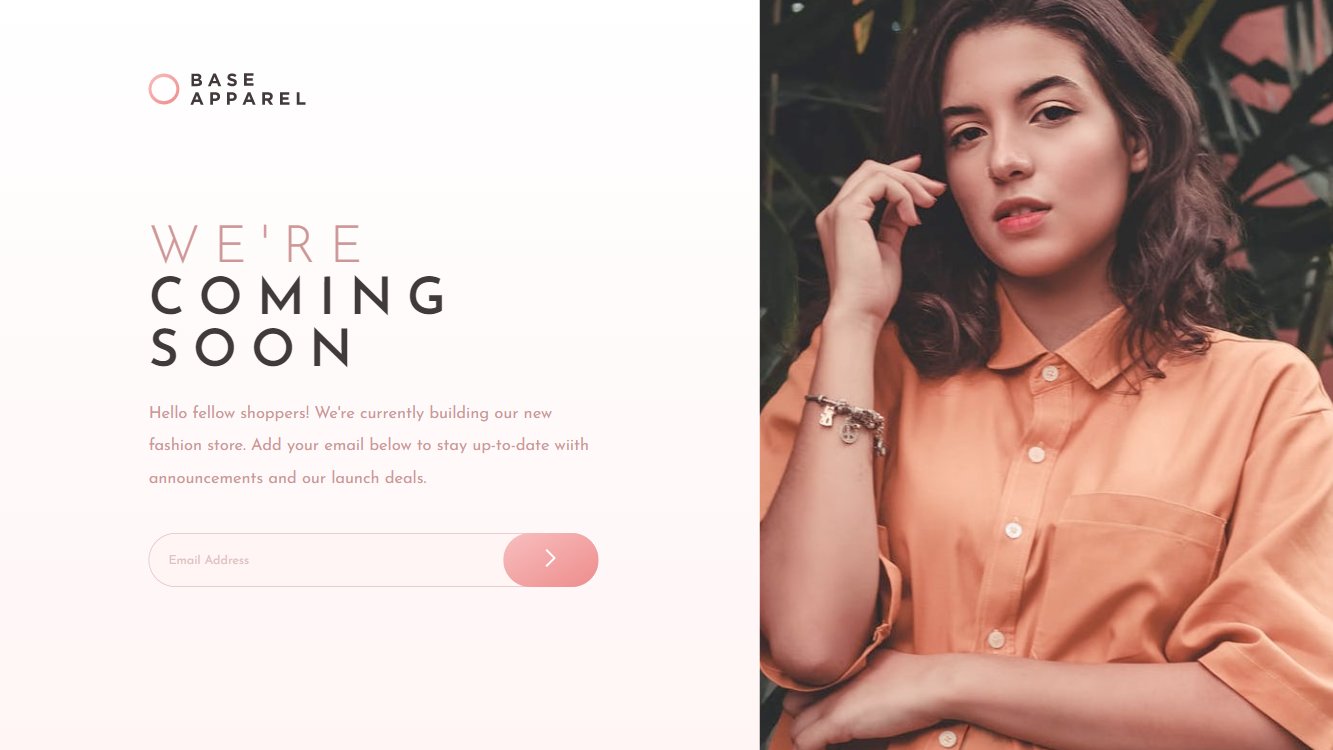 BASE
APPAREL
WE'RE
COMING
SOON
Hello fellow shoppers! We're currently building our new
fashion store. Add your email below to stay up-to-date wiith
announcements and our launch deals.
Email Address